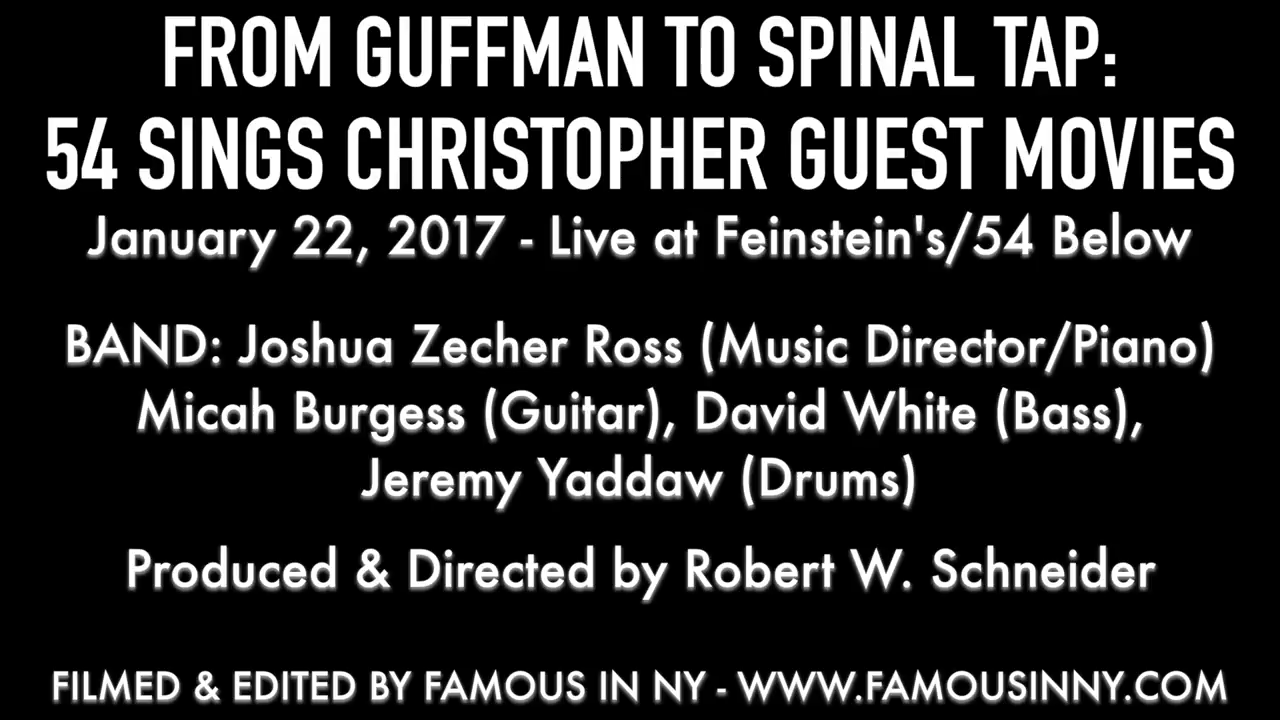 FROM GUFFMAN TO SPINAL TAP:
54 SINGS CHRISTOPHER GUEST MOVIES
January 22, 2017 - Live at Feinstein's/54 Below
BAND: Joshua Zecher Ross (Music Director/Piano)
Micah Burgess (Guitar), David White (Bass),
Jeremy Yaddaw (Drums)
Produced & Directed by Robert W. Schneider
FILMED & EDITED BY FAMOUS IN NY - WWW.FAMOUSINNY.COM